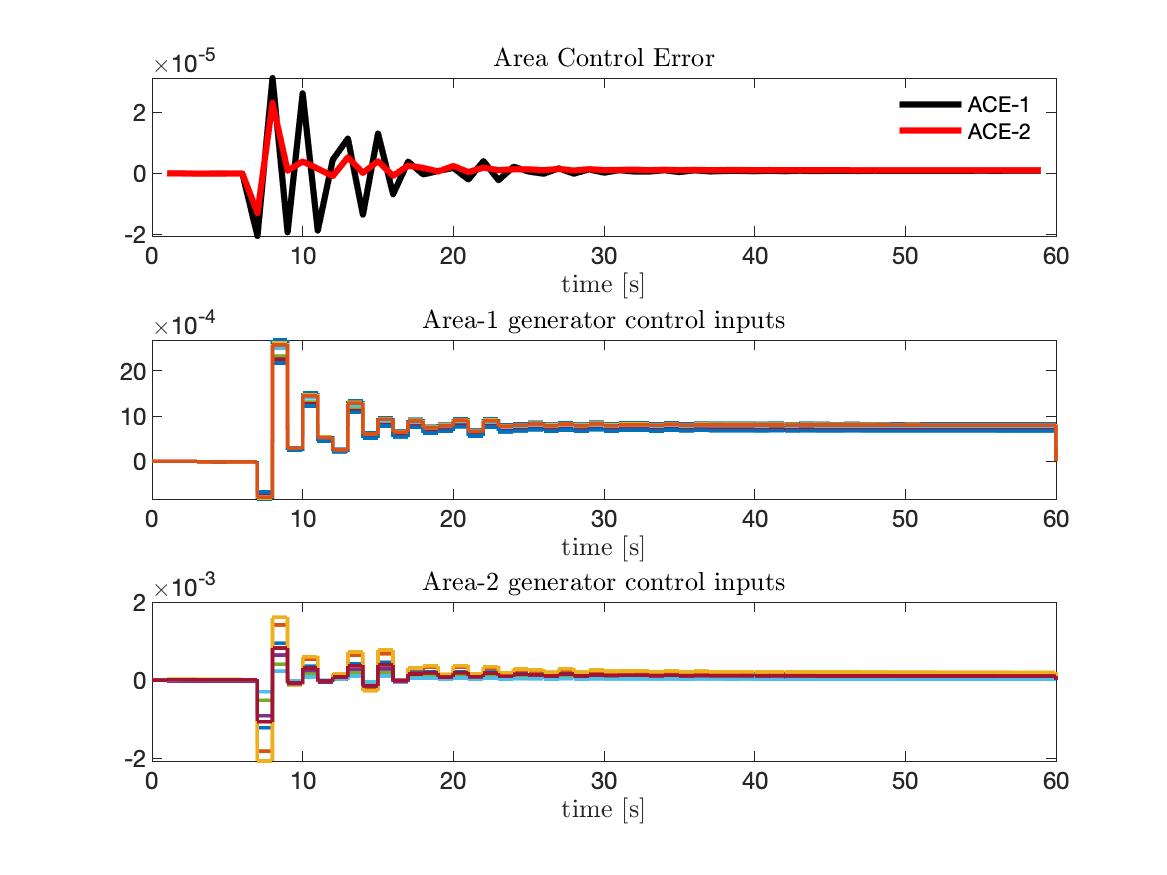 ×10-5
Area Control Error
2
0
-2
ACE-1
ACE-2
0 10 20 30 40 50 60
time [s]
×10-4
Area-1 generator control inputs
20
10
0
0 10 20 30 40 50 60
time [s]
×10-3
Area-2 generator control inputs
2
0
-2
0 10 20 30 40 50 60
time [s]